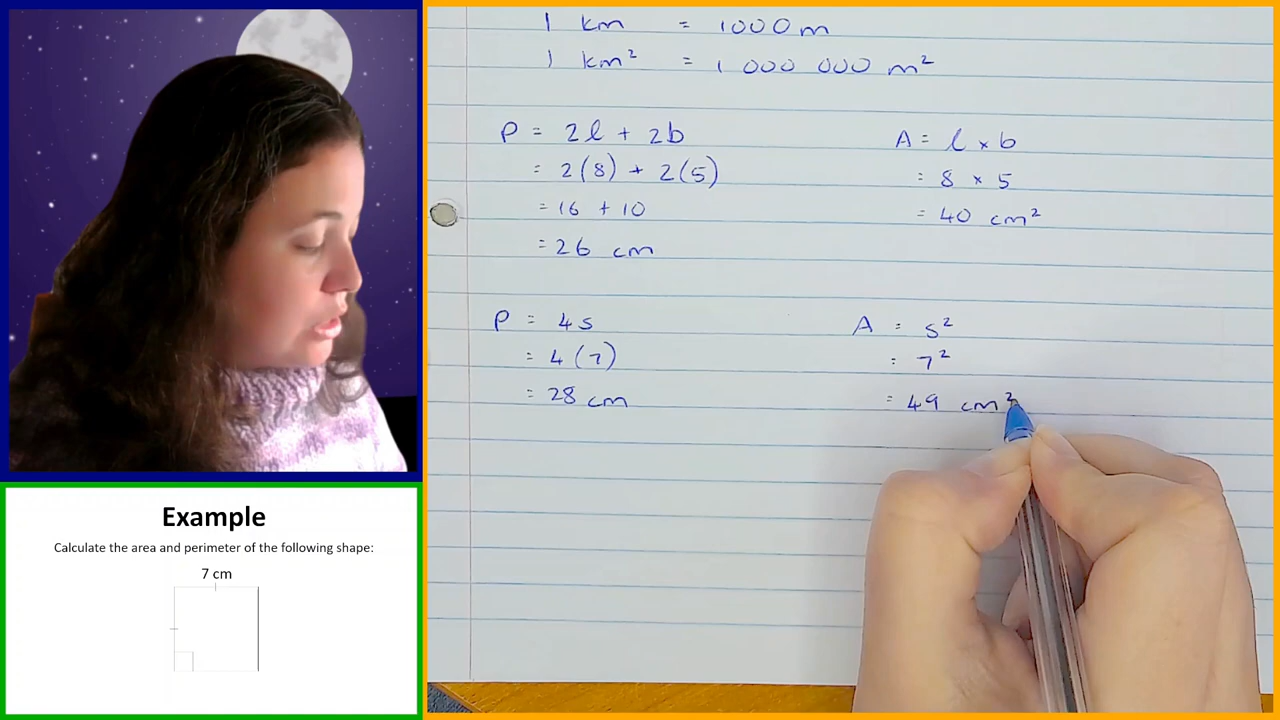 1 km = 1000 m
1 km² = 1 000 000 m²
P = 2l + 2b
= 2(8) + 2(5)
= 16 + 10
= 26 cm
A = l × b
= 8 × 5
= 40 cm²
P = 4s
= 4(7)
= 28 cm
A = s²
= 7²
= 49 cm²
Example
Calculate the area and perimeter of the following shape:
7 cm